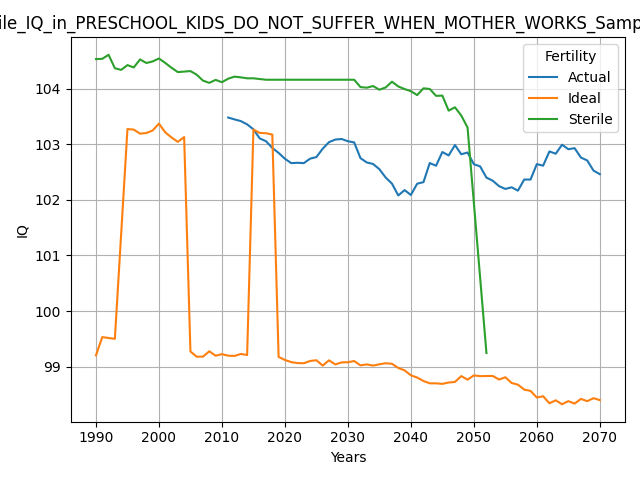 ile_IQ_in_PRESCHOOL_KIDS_DO_NOT_SUFFER_WHEN_MOTHER_WORKS_Samp
Fertility
Actual
Ideal
Sterile
IQ
104
103
102
101
100
99
1990 2000 2010 2020 2030 2040 2050 2060 2070
Years